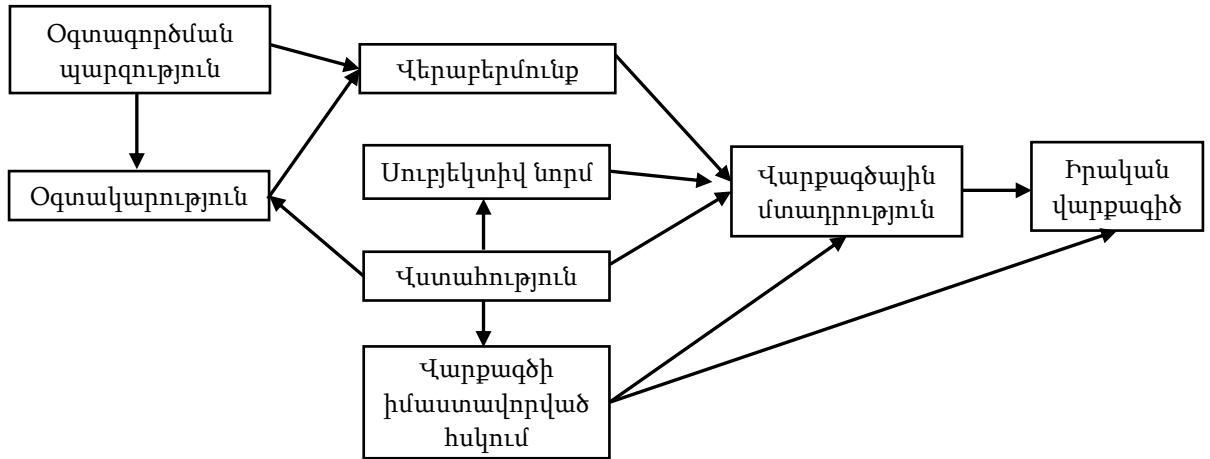 Օգտագործման
պարզություն
Վերաբերմունք
Սուբյեկտիվ նորմ
Օգտակարություն
Վարքագծային
մտադրություն
Իրական
վարքագիծ
Վստահություն
Վարքագծի
իմաստավորված
հսկում